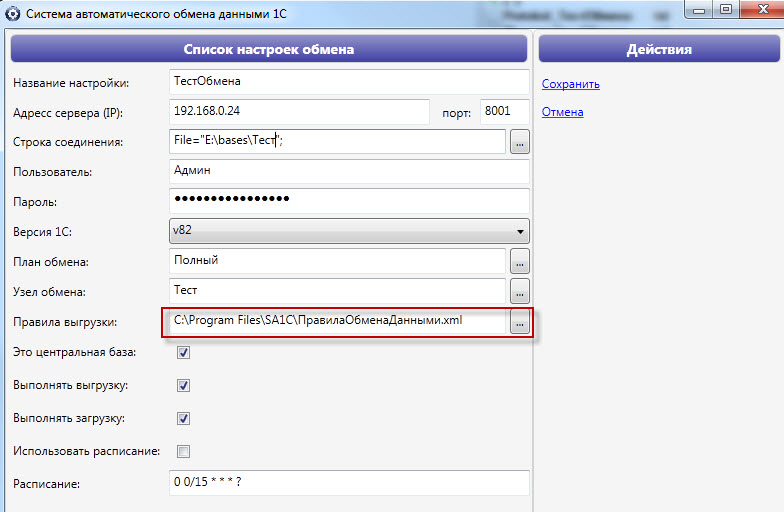 Система автоматического обмена данными 1С
Список настроек обмена
Действия
Название настройки: ТестОбмена
Сохранить
Адресс сервера (IP): 192.168.0.24 порт: 8001
Отмена
Строка соединения: File="E:\bases\Тест"; ...
Пользователь: Админ
Пароль: ●●●●●●●●●●●●●●●●
Версия 1С: v82
План обмена: Полный ...
Узел обмена: Тест ...
Правила выгрузки: C:\Program Files\SA1C\ПравилаОбменаДанными.xml ...
Это центральная база:
Выполнять выгрузку:
Выполнять загрузку:
Использовать расписание:
Расписание: 0 0/15 * * * ?